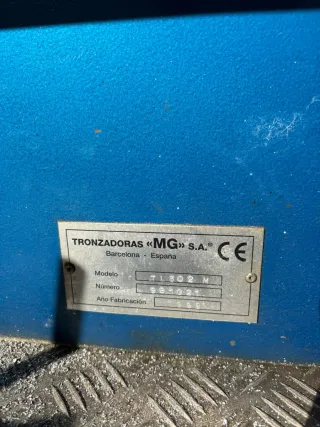 TRONZADORAS «MG» S.A.®
Barcelona - España
CE
Modelo
Número
Año Fabricación